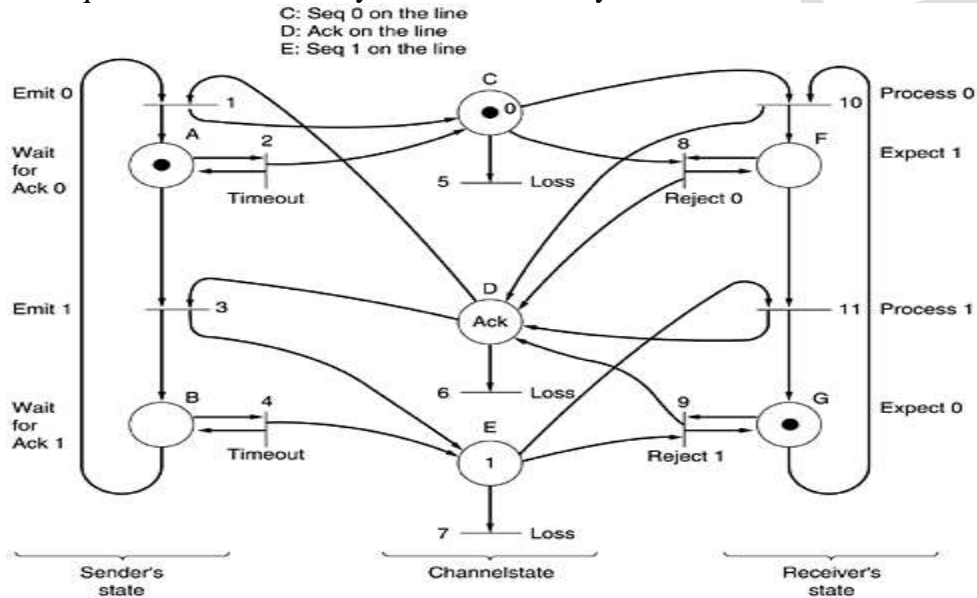 C: Seq 0 on the line
D: Ack on the line
E: Seq 1 on the line
C
Emit 0
1
0
10
Process 0
A
2
8
F
Wait
for
Ack 0
Expect 1
Timeout
5
Loss
Reject 0
D
Emit 1
3
Ack
11
Process 1
6
Loss
B
4
9
G
Wait
for
Ack 1
E
Expect 0
Timeout
1
Reject 1
7
Loss
Sender's
state
Channelstate
Receiver's
state